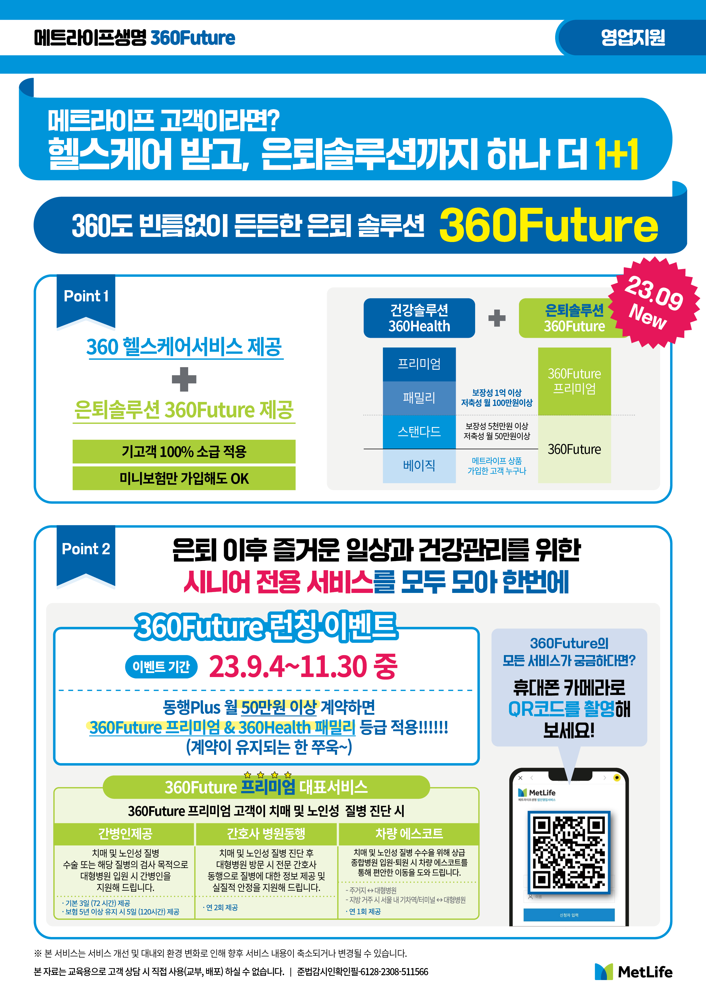 메트라이프생명 360Future
영업지원
메트라이프 고객이라면?
헬스케어 받고, 은퇴솔루션까지 하나 더 1+1
360도 빈틈없이 든든한 은퇴 솔루션 360Future
Point 1
360 헬스케어서비스 제공
은퇴솔루션 360Future 제공
기고객 100% 소급 적용
미니보험만 가입해도 OK
23.09
New
건강솔루션
360Health
은퇴솔루션
360Future
프리미엄
패밀리
보장성 1억 이상
저축성 월 100만원이상
360Future
프리미엄
스탠다드
보장성 5천만원 이상
저축성 월 50만원이상
베이직
메트라이프 상품
가입한 고객 누구나
360Future
Point 2
은퇴 이후 즐거운 일상과 건강관리를 위한
시니어 전용 서비스를 모두 모아 한번에
360Future 런칭 이벤트
이벤트 기간 23.9.4~11.30 중
동행Plus 월 50만원 이상 계약하면
360Future 프리미엄 & 360Health 패밀리 등급 적용!!!!!!
(계약이 유지되는 한 쭈욱~)
360Future의
모든 서비스가 궁금하다면?
휴대폰 카메라로
QR코드를 촬영해
보세요!
MetLife
메트라이프생명 법인영업서비스
이름
신청자 입력
360Future 프리미엄 대표서비스
360Future 프리미엄 고객이 치매 및 노인성 질병 진단 시
간병인제공
치매 및 노인성 질병
수술 또는 해당 질병의 검사 목적으로
대형병원 입원 시 간병인을
지원해 드립니다.
· 기본 3일 (72 시간) 제공
· 보험 5년 이상 유지 시 5일 (120시간) 제공
간호사 병원동행
치매 및 노인성 질병 진단 후
대형병원 방문 시 전문 간호사
동행으로 질병에 대한 정보 제공 및
실질적 안정을 지원해 드립니다.
· 연 2회 제공
차량 에스코트
치매 및 노인성 질병 수수을 위해 상급
종합병원 입원·퇴원 시 차량 에스코트를
통해 편안한 이동을 도와 드립니다.
- 주거지 ↔ 대형병원
- 지방 거주 시 서울 내 기차역/터미널 ↔ 대형병원
· 연 1회 제공
※ 본 서비스는 서비스 개선 및 대내외 환경 변화로 인해 향후 서비스 내용이 축소되거나 변경될 수 있습니다.
본 자료는 교육용으로 고객 상담 시 직접 사용(교부, 배포) 하실 수 없습니다. | 준법감시인확인필-6128-2308-511566
MetLife